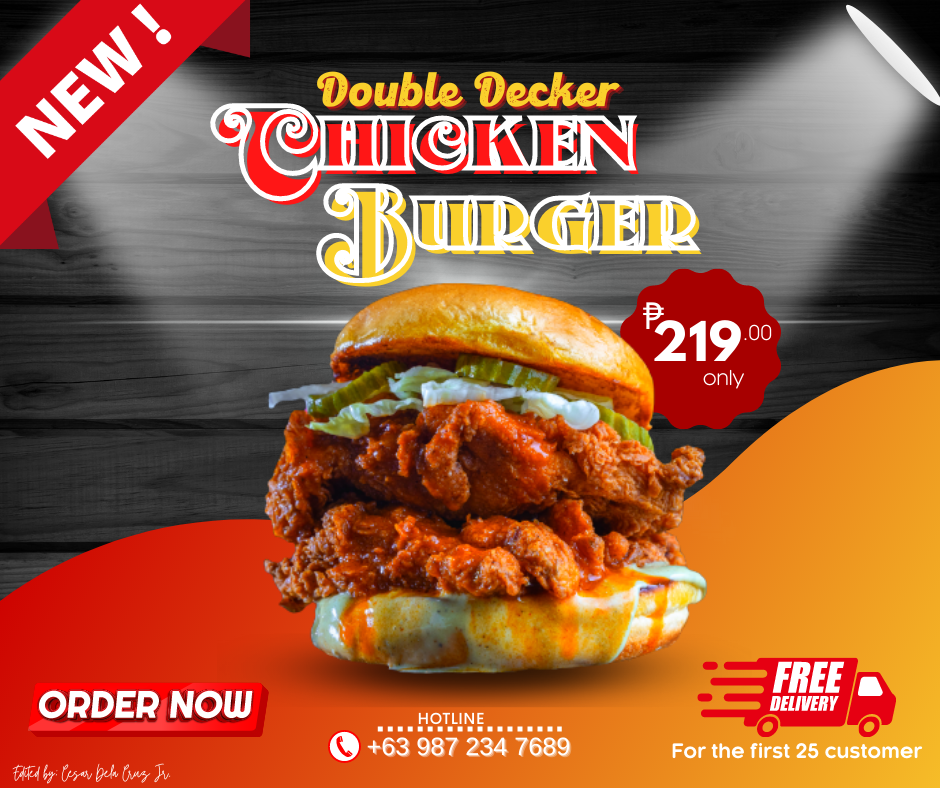 NEW !
Double Decker
CHICKEN
BURGER
₱219.00
only
ORDER NOW
HOTLINE
+63 987 234 7689
FREE
DELIVERY
For the first 25 customer
Edited by: Cesar Dela Cruz Jr.